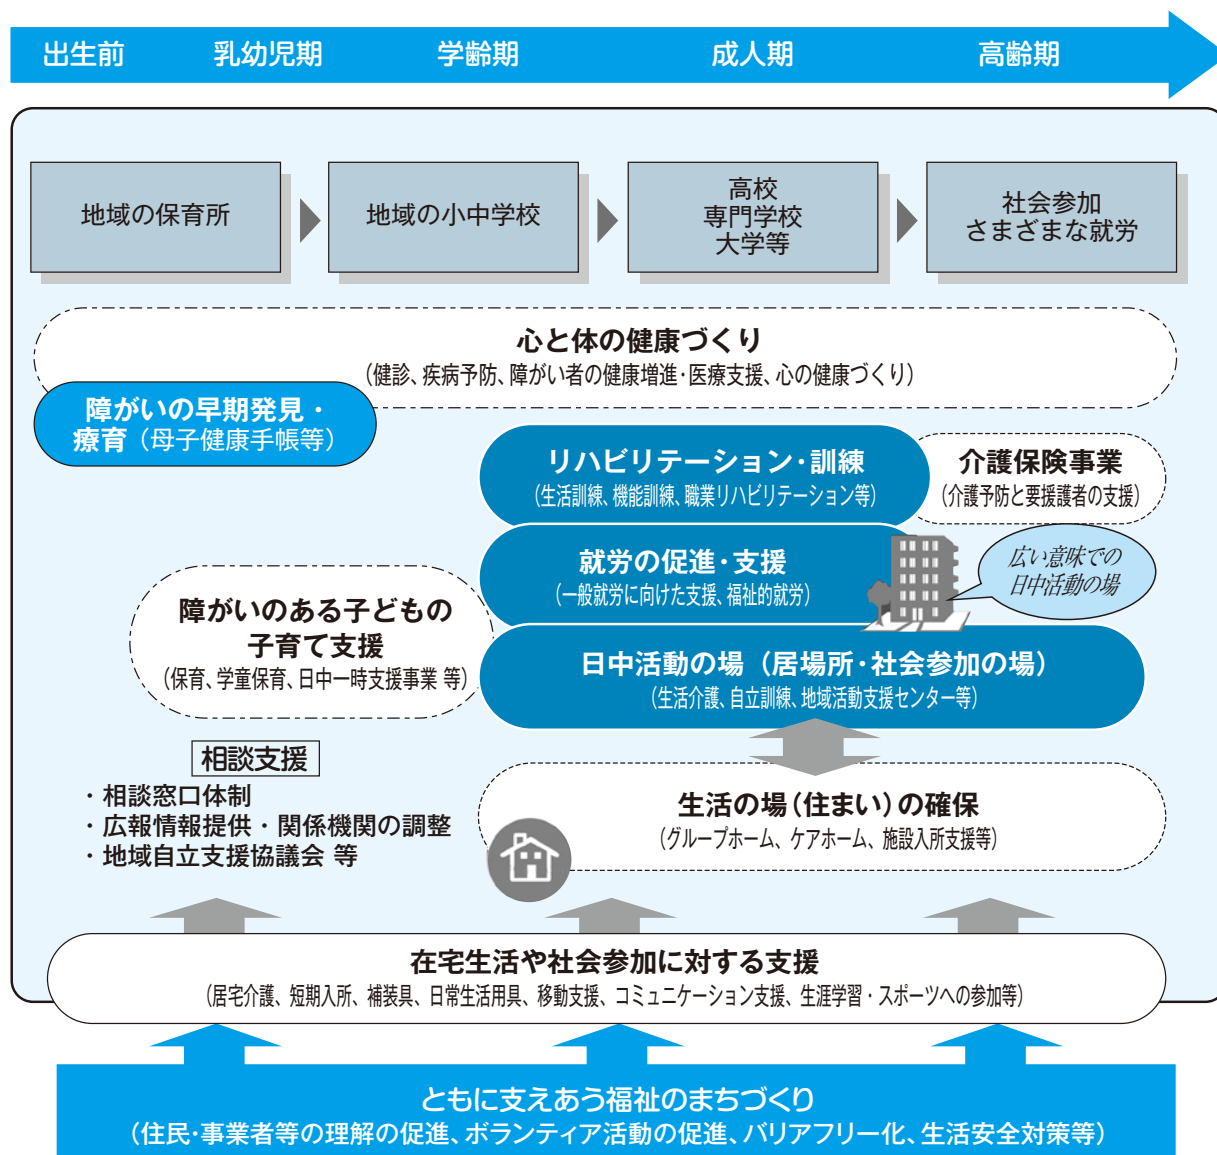 出生前 乳幼児期 学齢期 成人期 高齢期
地域の保育所
地域の小中学校
高校
専門学校
大学等
社会参加
さまざまな就労
心と体の健康づくり
(健診、疾病予防、障がい者の健康増進・医療支援、心の健康づくり)
障がいの早期発見・
療育(母子健康手帳等)
リハビリテーション・訓練
(生活訓練、機能訓練、職業リハビリテーション等)
介護保険事業
(介護予防と要援護者の支援)
就労の促進・支援
(一般就労に向けた支援、福祉的就労)
広い意味での
日中活動の場
障がいのある子どもの
子育て支援
(保育、学童保育、日中一時支援事業 等)
日中活動の場(居場所・社会参加の場)
(生活介護、自立訓練、地域活動支援センター等)
相談支援
・相談窓口体制
・広報情報提供・関係機関の調整
・地域自立支援協議会 等
生活の場(住まい)の確保
(グループホーム、ケアホーム、施設入所支援等)
在宅生活や社会参加に対する支援
(居宅介護、短期入所、補装具、日常生活用具、移動支援、コミュニケーション支援、生涯学習・スポーツへの参加等)
ともに支えあう福祉のまちづくり
(住民・事業者等の理解の促進、ボランティア活動の促進、バリアフリー化、生活安全対策等)